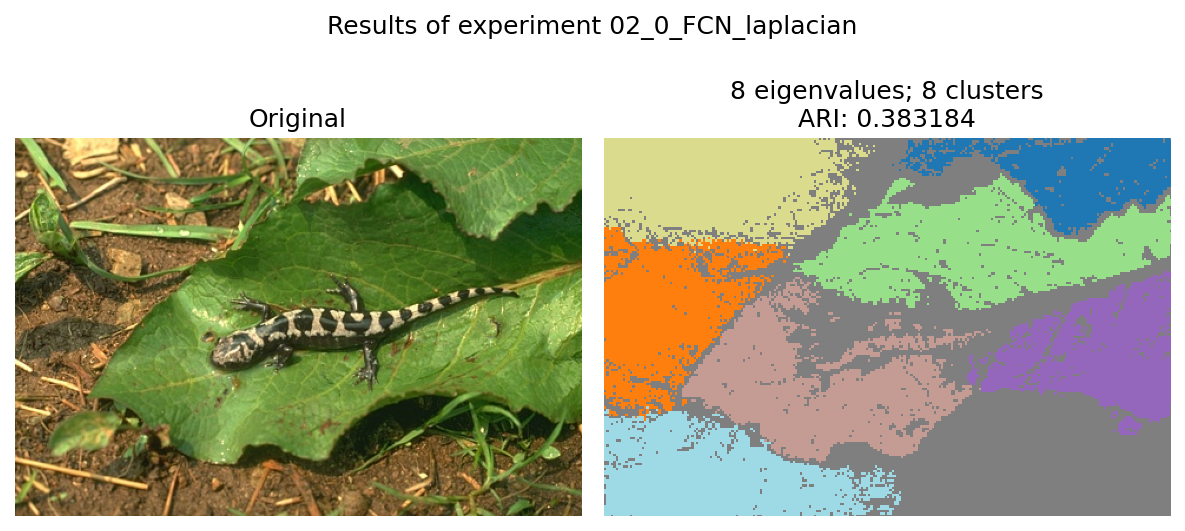 Results of experiment 02_0_FCN_laplacian
Original
8 eigenvalues; 8 clusters
ARI: 0.383184